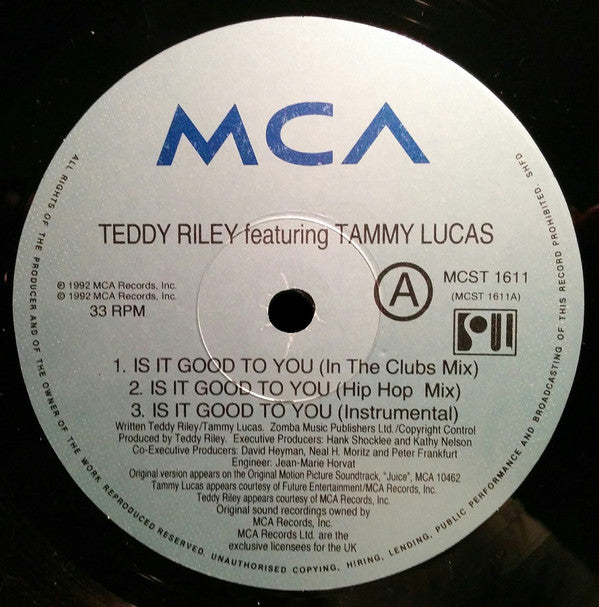 MCA
TEDDY RILEY featuring TAMMY LUCAS
℗ 1992 MCA Records, Inc.
© 1992 MCA Records, Inc.
33 RPM
A
MCST 1611
(MCST 1611A)
1. IS IT GOOD TO YOU (In The Clubs Mix)
2. IS IT GOOD TO YOU (Hip Hop Mix)
3. IS IT GOOD TO YOU (Instrumental)
Written Teddy Riley/Tammy Lucas. Zomba Music Publishers Ltd./Copyright Control
Produced by Teddy Riley. Executive Producers: Hank Shocklee and Kathy Nelson
Co-Executive Producers: David Heyman, Neal H. Moritz and Peter Frankfurt
Engineer: Jean-Marie Horvat
Original version appears on the Original Motion Picture Soundtrack, "Juice", MCA 10462
Tammy Lucas appears courtesy of Future Entertainment/MCA Records, Inc.
Teddy Riley appears courtesy of MCA Records, Inc.
Original sound recordings owned by
MCA Records, Inc.
MCA Records Ltd. are the
exclusive licensees for the UK
ALL RIGHTS OF THE PRODUCER AND OF THE OWNER OF THE WORK REPRODUCED RESERVED. UNAUTHORISED COPYING, HIRING, LENDING, PUBLIC PERFORMANCE AND BROADCASTING OF THIS RECORD PROHIBITED. SHFD